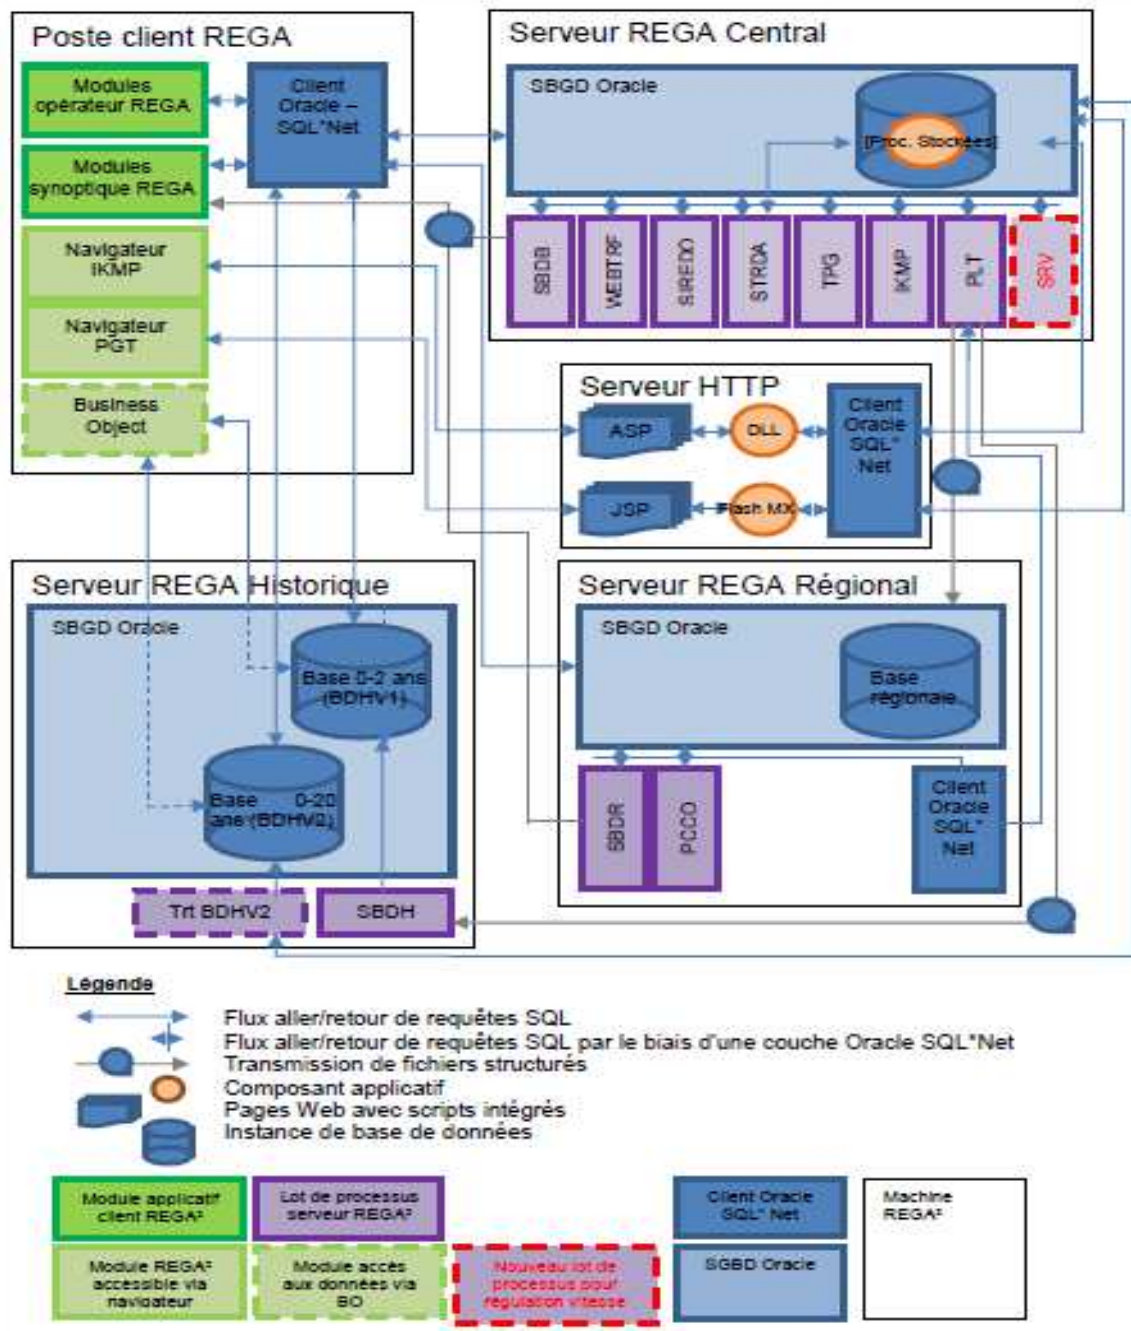 Poste client REGA
Modules
opérateur REGA
Client
Oracle –
SQL*Net
Modules
synoptique REGA
Navigateur
IKMP
Navigateur
PGT
Business
Object
Serveur REGA Central
SBGD Oracle
[Proc. Stockées]
SBDB
WEBTRF
SIREDO
STRDA
TPG
IKMP
PLT
SRV
Serveur HTTP
ASP
DLL
Client
Oracle
SQL*
Net
JSP
Flash MX
Serveur REGA Historique
SBGD Oracle
Base 0-2 ans
(BDHV1)
Base 0-20
ans (BDHV2)
Trt BDHV2
SBDH
Serveur REGA Régional
SBGD Oracle
Base
régionale
SBDR
PCCO
Client
Oracle
SQL*
Net
Légende
Flux aller/retour de requêtes SQL
Flux aller/retour de requêtes SQL par le biais d'une couche Oracle SQL*Net
Transmission de fichiers structurés
Composant applicatif
Pages Web avec scripts intégrés
Instance de base de données
Module applicatif
client REGA²
Lot de processus
serveur REGA²
Client Oracle
SQL* Net
Machine
REGA²
Module REGA²
accessible via
navigateur
Module accès
aux données via
BO
Nouveau lot de
processus pour
régulation vitesse
SGBD Oracle